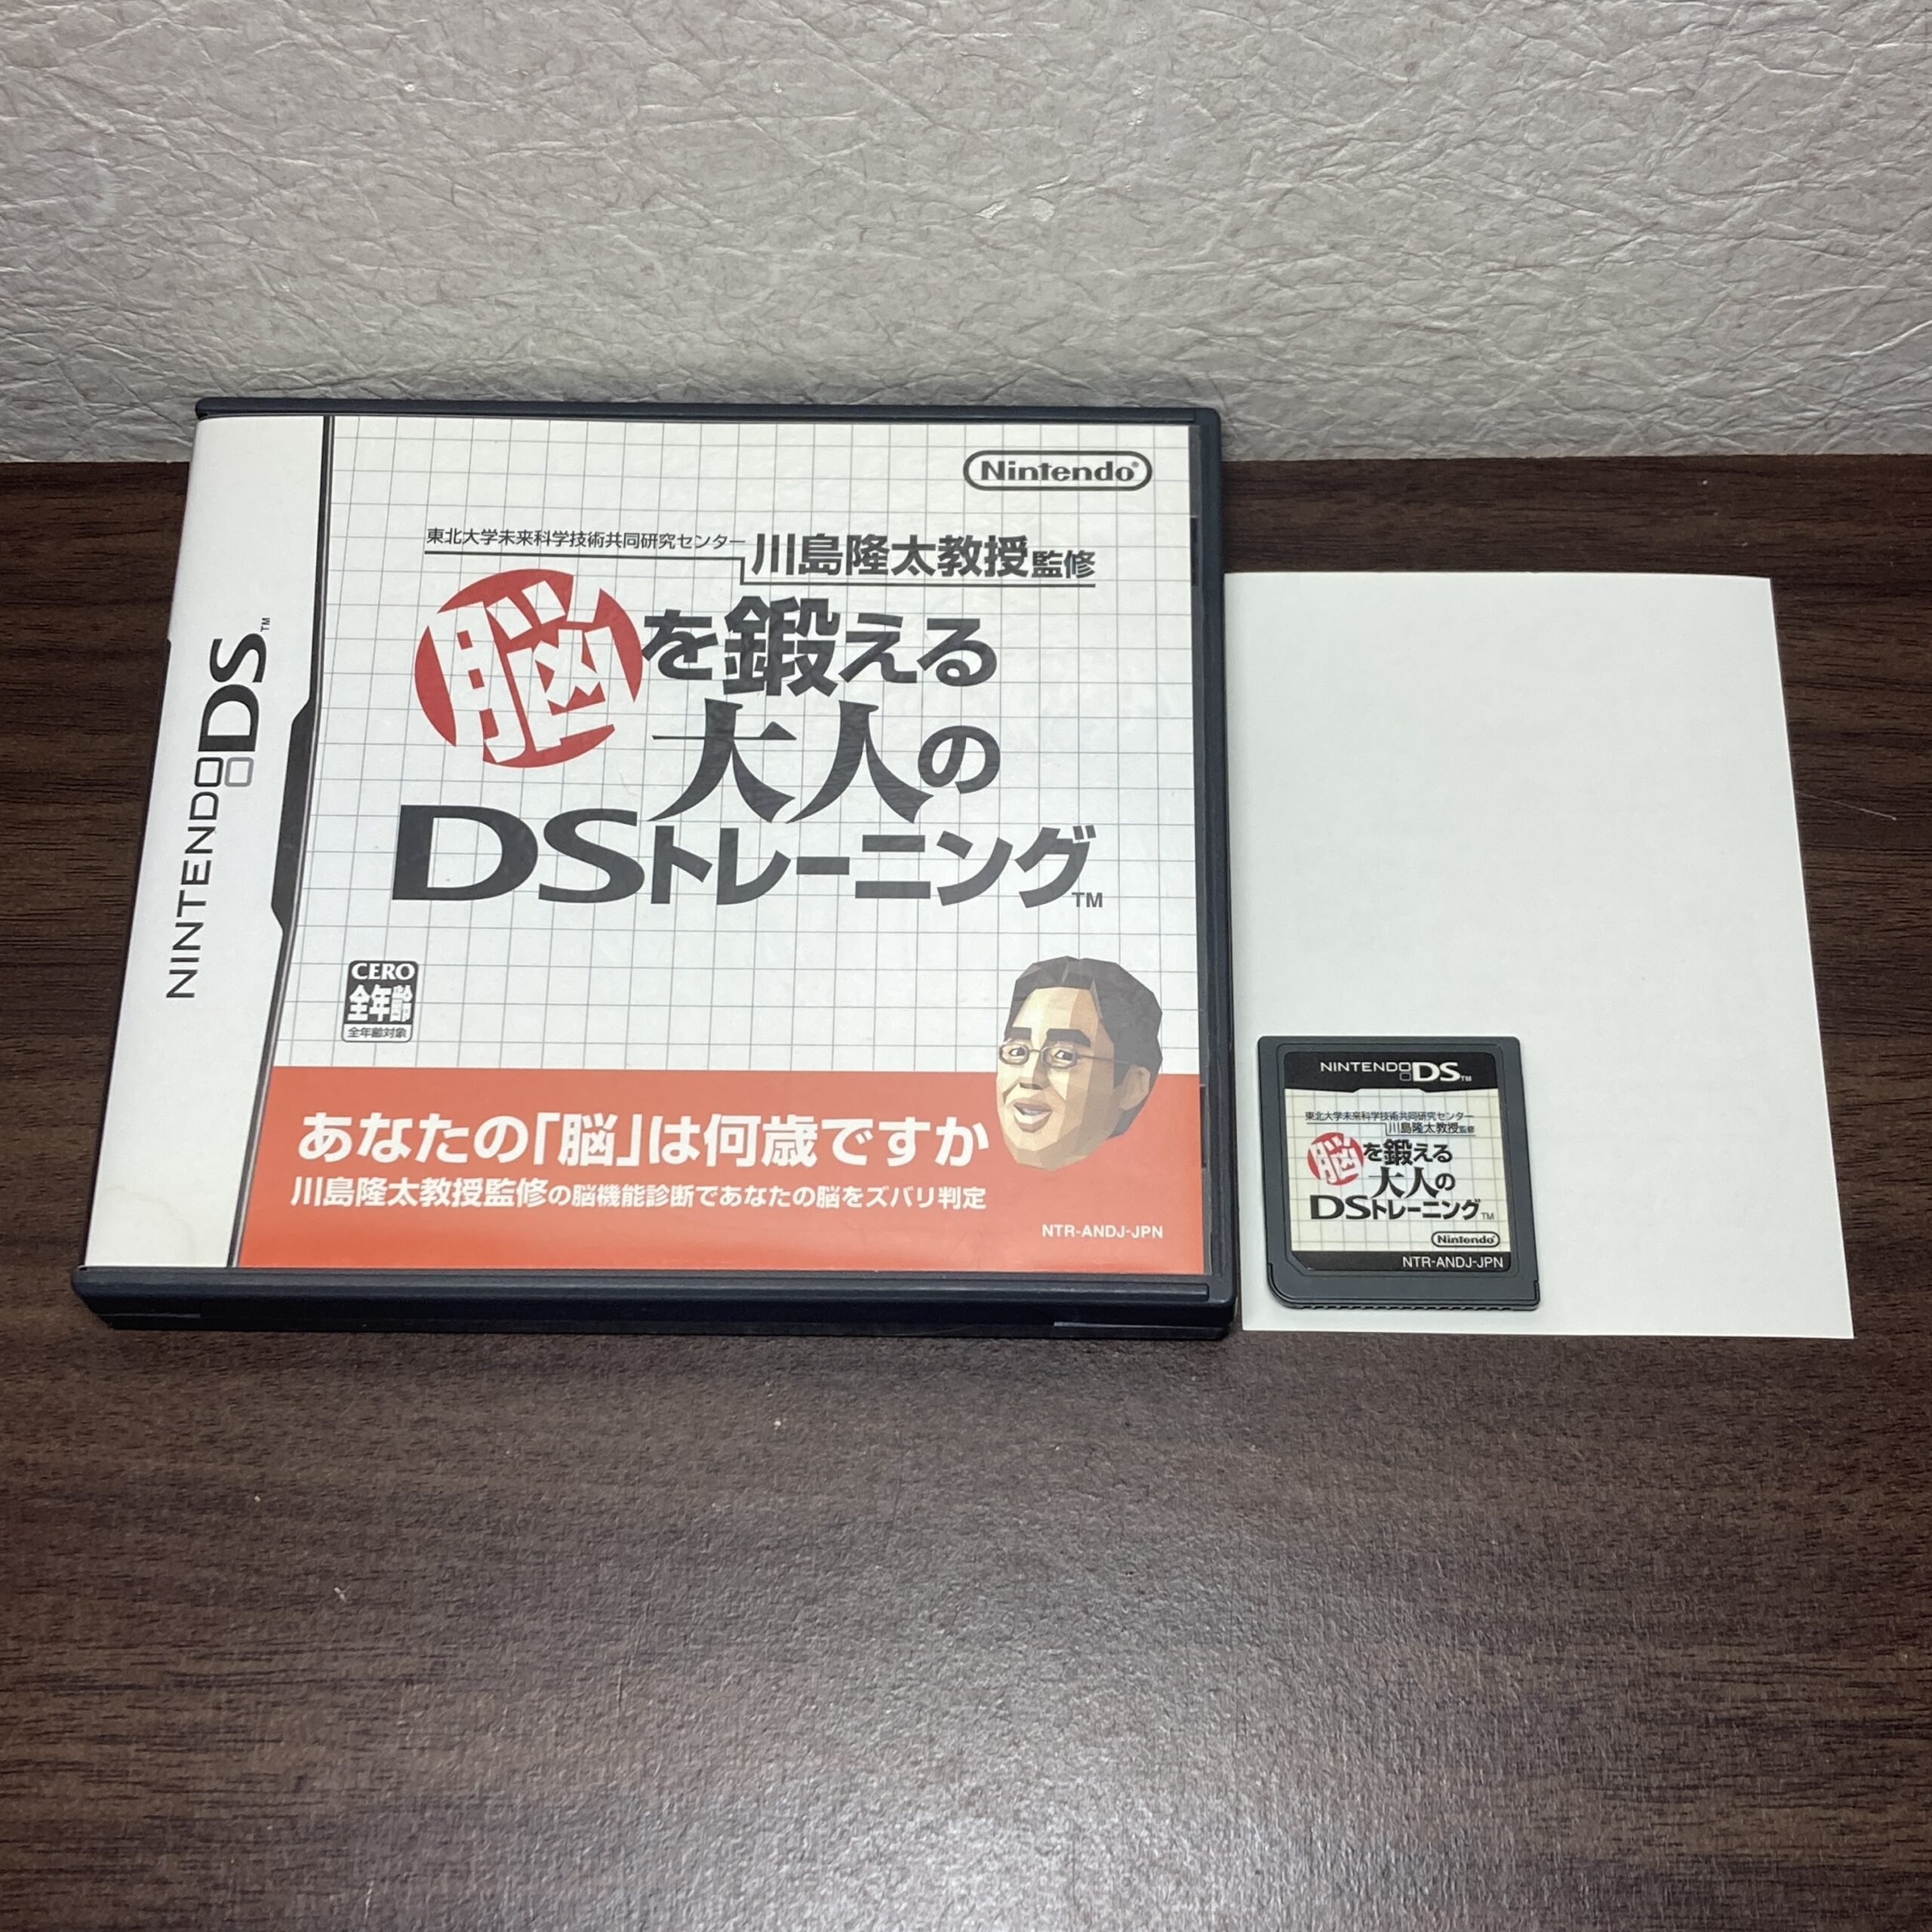 NINTENDO DS™
Nintendo®
東北大学未来科学技術共同研究センター 川島隆太教授監修
脳を鍛える
大人の
DSトレーニング™
CERO
全年齢
全年齢対象
あなたの「脳」は何歳ですか
川島隆太教授監修の脳機能診断であなたの脳をズバリ判定
NTR-ANDJ-JPN
NINTENDO DS™
東北大学未来科学技術共同研究センター
川島隆太教授監修
脳を鍛える
大人の
DSトレーニング™
Nintendo®
NTR-ANDJ-JPN